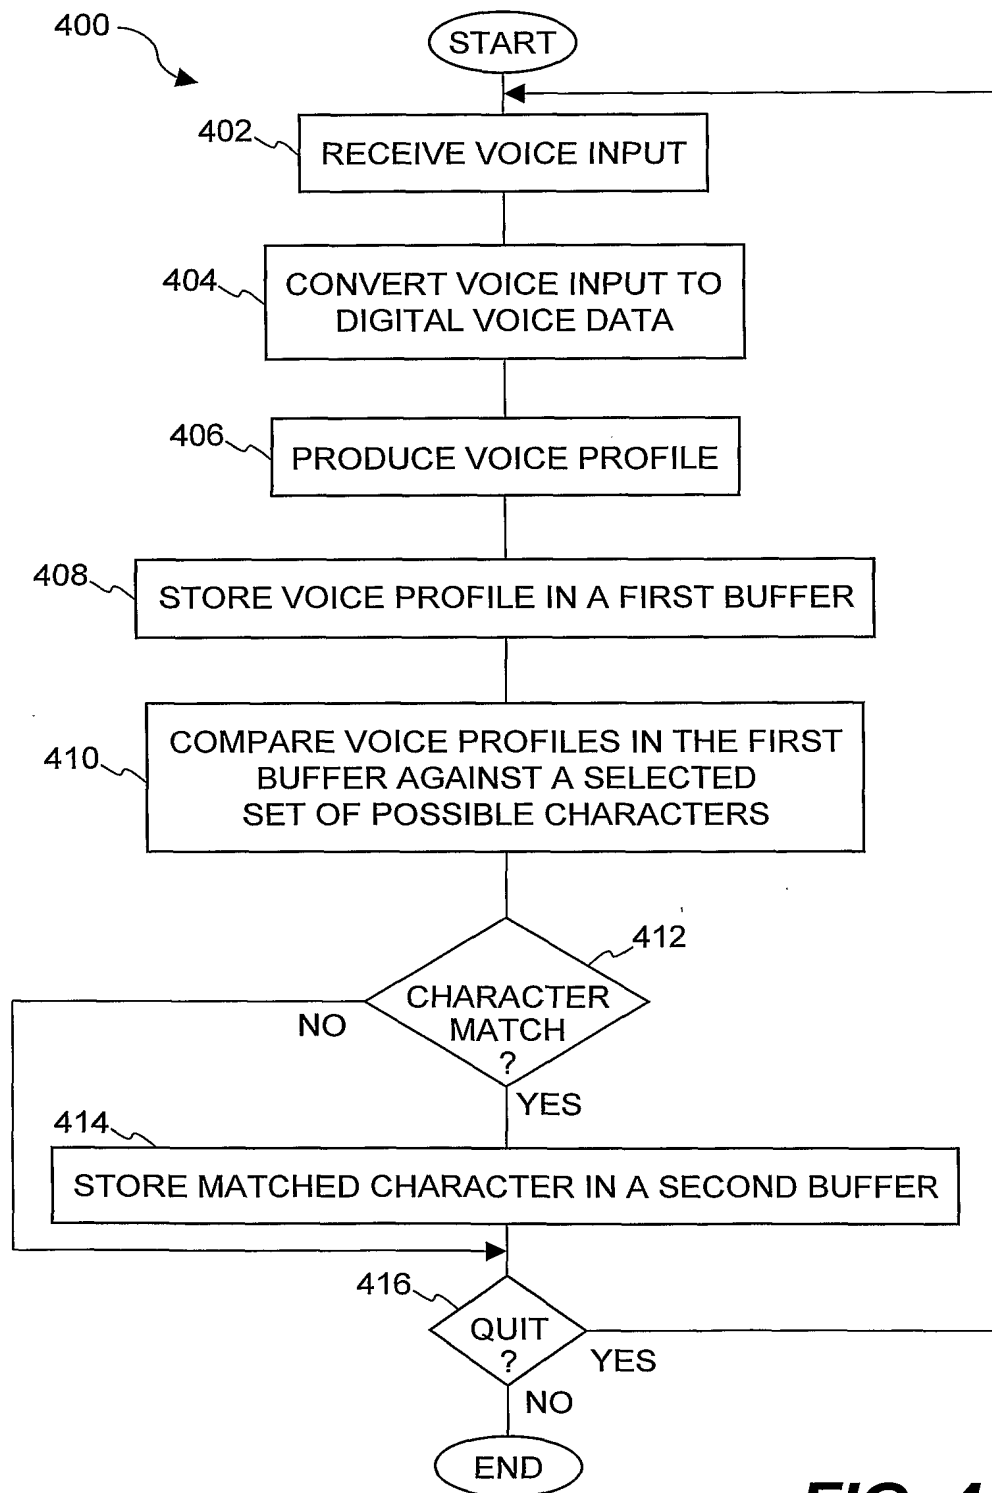 400
START
402
RECEIVE VOICE INPUT
404
CONVERT VOICE INPUT TO
DIGITAL VOICE DATA
406
PRODUCE VOICE PROFILE
408
STORE VOICE PROFILE IN A FIRST BUFFER
410
COMPARE VOICE PROFILES IN THE FIRST
BUFFER AGAINST A SELECTED
SET OF POSSIBLE CHARACTERS
412
CHARACTER
MATCH
?
NO
YES
414
STORE MATCHED CHARACTER IN A SECOND BUFFER
416
QUIT
?
YES
NO
END
FIG. 4